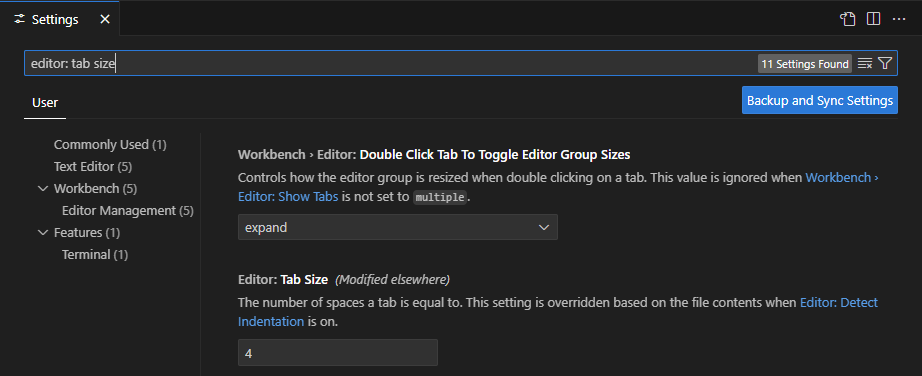 Settings
editor: tab size
11 Settings Found
User
Backup and Sync Settings
Commonly Used (1)
Text Editor (5)
Workbench (5)
Editor Management (5)
Features (1)
Terminal (1)
Workbench › Editor: Double Click Tab To Toggle Editor Group Sizes
Controls how the editor group is resized when double clicking on a tab. This value is ignored when Workbench ›
Editor: Show Tabs is not set to multiple.
expand
Editor: Tab Size (Modified elsewhere)
The number of spaces a tab is equal to. This setting is overridden based on the file contents when Editor: Detect
Indentation is on.
4